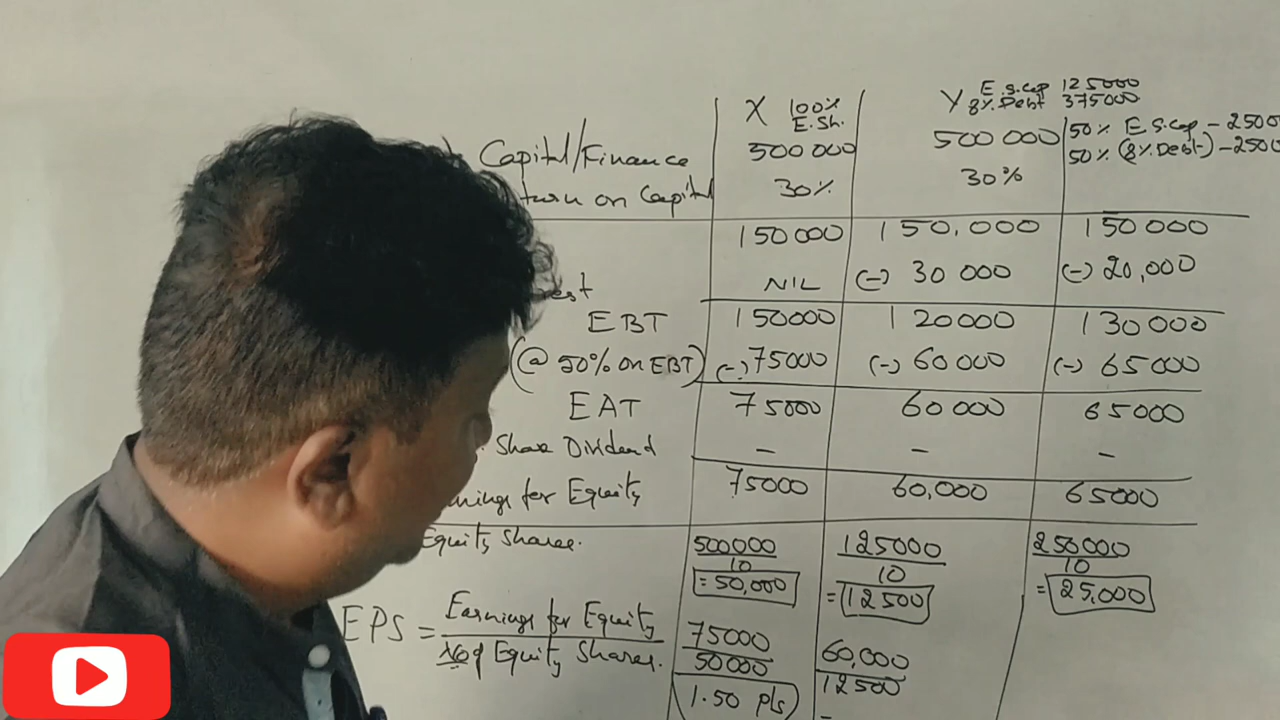 X 100% E.Sh.
Y E.s.cap 125000
8%.Debt 375000
Capital/Finance 500000 500000 50% E s.cap - 2500
50% (8%.Debt) - 2500
on Capital 30% 30%
150000 150,000 150000
NIL (-) 30 000 (-) 20,000
EBT 150000 120000 130000
(@ 50% on EBT) (-) 75000 (-) 60000 (-) 65000
EAT 75000 60000 65000
Share Dividend - - -
for Equity 75000 60,000 65000
Equity Shares. 500000 125000 250000
10 10 10
= 50,000 = 12500 = 25,000
EPS = Earnings for Equity 75000 60,000
No of Equity Shares. 50000 12500
(1.50 p/s)